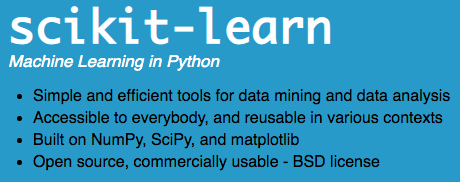 scikit-learn
Machine Learning in Python
• Simple and efficient tools for data mining and data analysis
• Accessible to everybody, and reusable in various contexts
• Built on NumPy, SciPy, and matplotlib
• Open source, commercially usable - BSD license